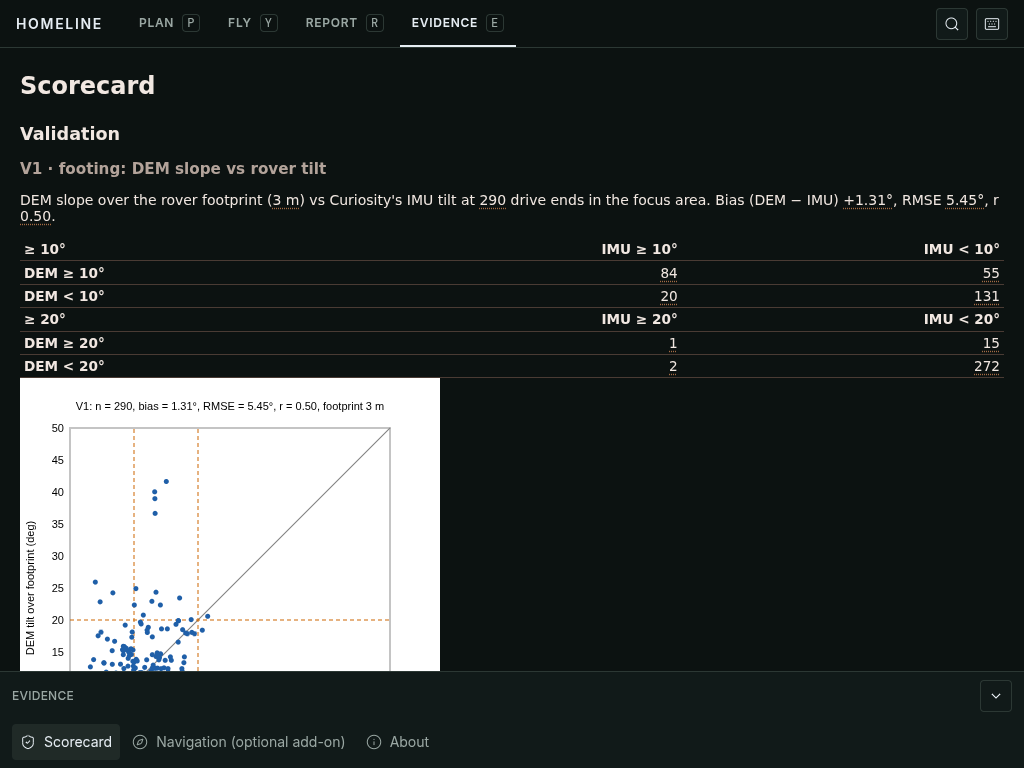 HOMELINE PLAN P FLY Y REPORT R EVIDENCE E
Scorecard
Validation
V1 · footing: DEM slope vs rover tilt
DEM slope over the rover footprint (3 m) vs Curiosity's IMU tilt at 290 drive ends in the focus area. Bias (DEM − IMU) +1.31°, RMSE 5.45°, r
0.50.
≥ 10° IMU ≥ 10° IMU < 10°
DEM ≥ 10° 84 55
DEM < 10° 20 131
≥ 20° IMU ≥ 20° IMU < 20°
DEM ≥ 20° 1 15
DEM < 20° 2 272
V1: n = 290, bias = 1.31°, RMSE = 5.45°, r = 0.50, footprint 3 m
50
45
40
35
30
25
20
15
DEM tilt over footprint (deg)
EVIDENCE
Scorecard Navigation (optional add-on) About